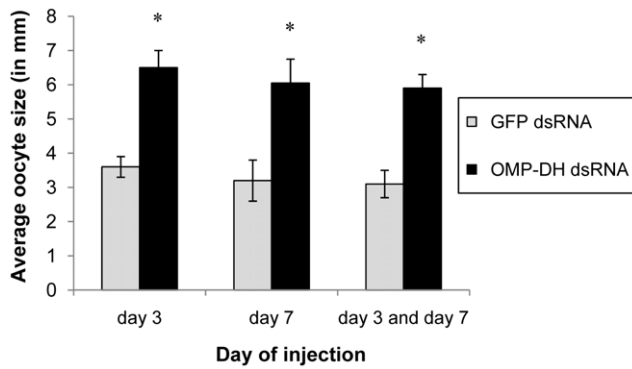 Average oocyte size (in mm)
8
7
6
5
4
3
2
1
0
*
*
*
day 3
day 7
day 3 and day 7
Day of injection
GFP dsRNA
OMP-DH dsRNA